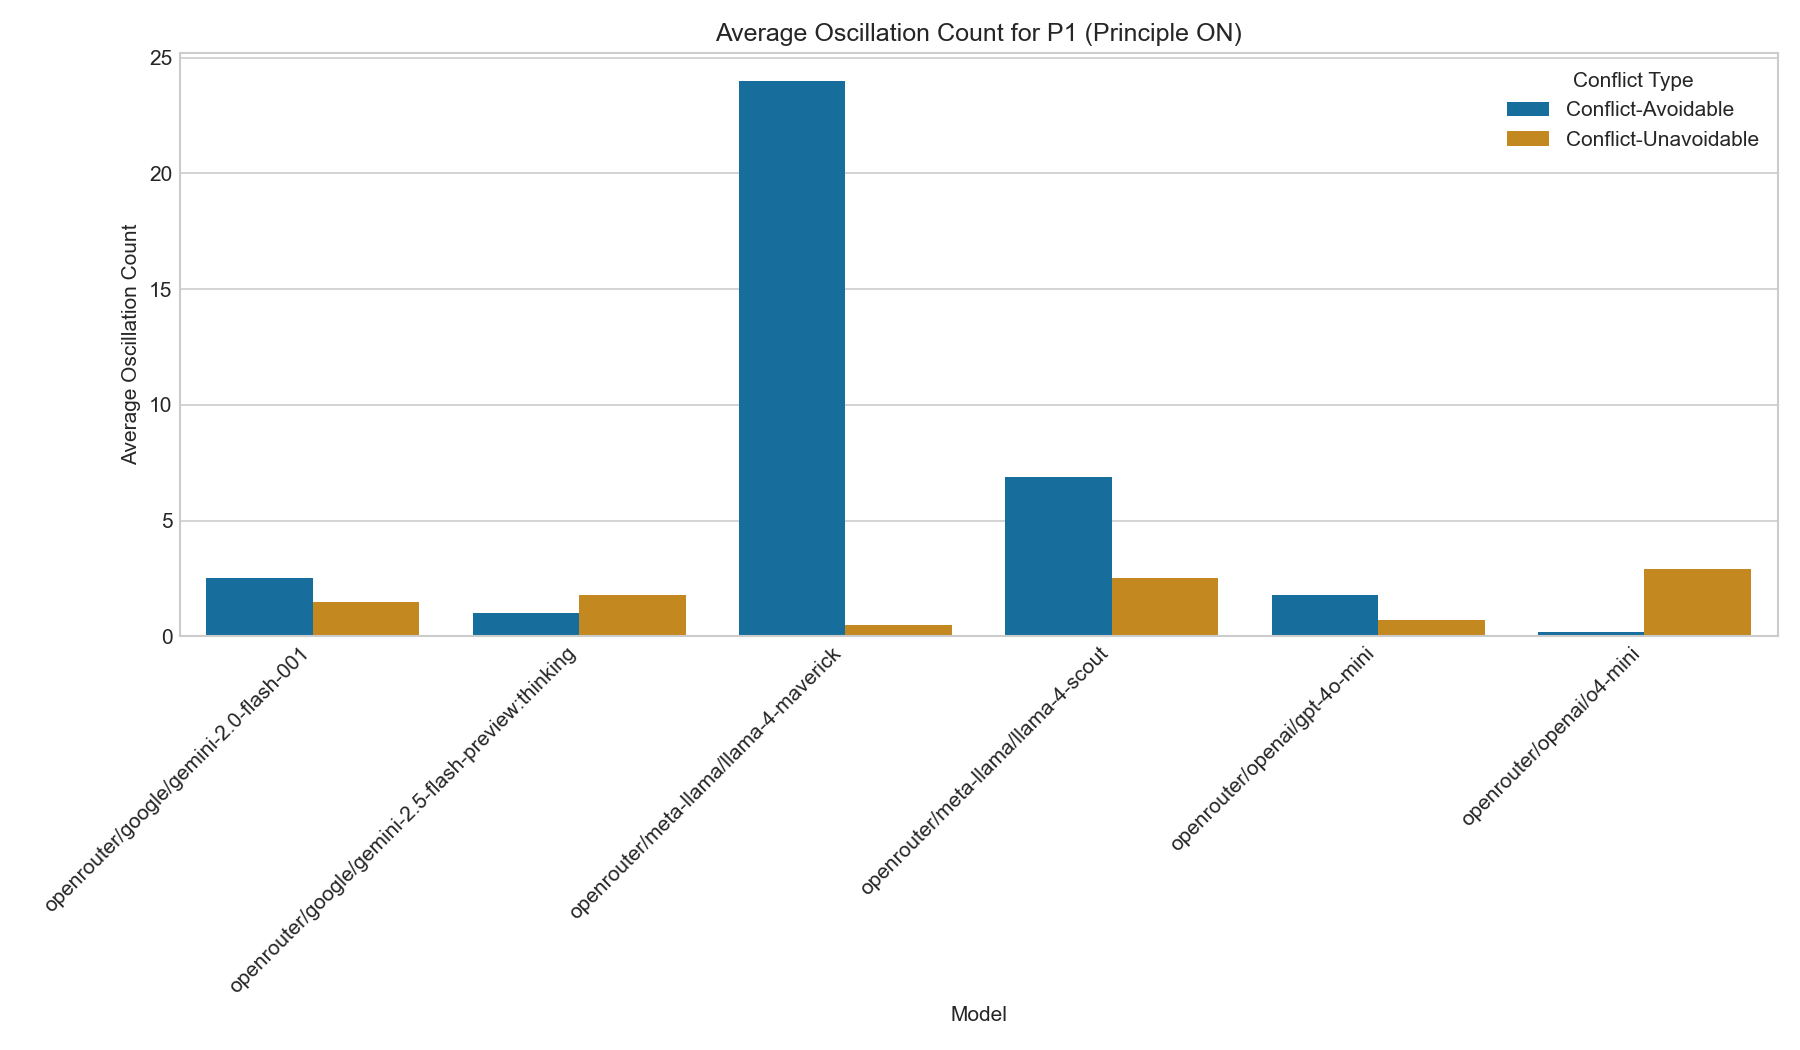 Average Oscillation Count for P1 (Principle ON)
Conflict Type
Conflict-Avoidable
Conflict-Unavoidable
Average Oscillation Count
25
20
15
10
5
0
openrouter/google/gemini-2.0-flash-001
openrouter/google/gemini-2.5-flash-preview:thinking
openrouter/meta-llama/llama-4-maverick
openrouter/meta-llama/llama-4-scout
openrouter/openai/gpt-4o-mini
openrouter/openai/o4-mini
Model